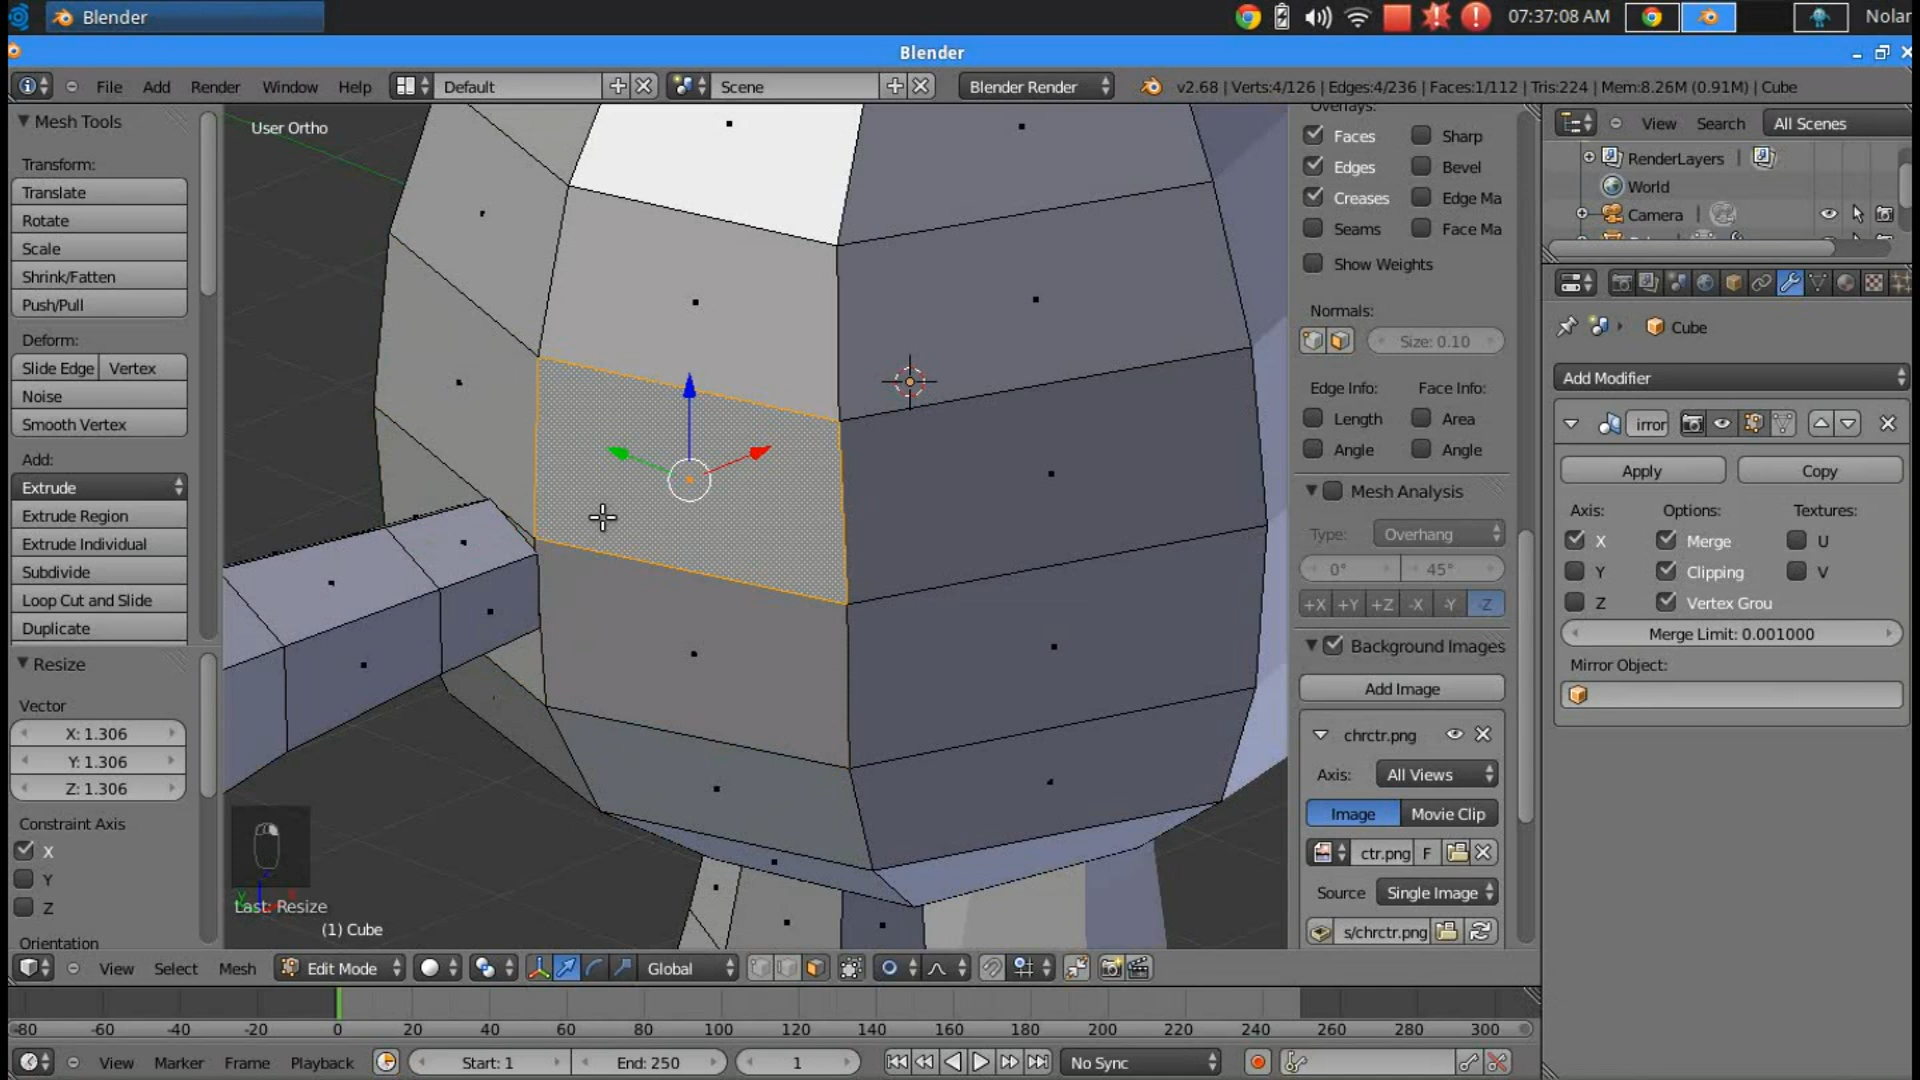 Blender
07:37:08 AM
Nolar
Blender
File Add Render Window Help
Default
Scene
Blender Render
v2.68 | Verts:4/126 | Edges:4/236 | Faces:1/112 | Tris:224 | Mem:8.26M (0.91M) | Cube
Mesh Tools
Transform:
Translate
Rotate
Scale
Shrink/Fatten
Push/Pull
Deform:
Slide Edge Vertex
Noise
Smooth Vertex
Add:
Extrude
Extrude Region
Extrude Individual
Subdivide
Loop Cut and Slide
Duplicate
Resize
Vector
X: 1.306
Y: 1.306
Z: 1.306
Constraint Axis
X
Y
Z
Orientation
User Ortho
Last: Resize
(1) Cube
Overlays:
Faces Sharp
Edges Bevel
Creases Edge Ma
Seams Face Ma
Show Weights
Normals:
Size: 0.10
Edge Info: Face Info:
Length Area
Angle Angle
Mesh Analysis
Type: Overhang
0° 45°
+X +Y +Z -X -Y -Z
Background Images
Add Image
chrctr.png
Axis: All Views
Image Movie Clip
ctr.png F
Source Single Image
s/chrctr.png
View Search All Scenes
RenderLayers
World
Camera
Cube
Add Modifier
irror
Apply Copy
Axis: Options: Textures:
X Merge U
Y Clipping V
Z Vertex Grou
Merge Limit: 0.001000
Mirror Object:
View Select Mesh Edit Mode Global
-80 -60 -40 -20 0 20 40 60 80 100 120 140 160 180 200 220 240 260 280 300
View Marker Frame Playback Start: 1 End: 250 1 No Sync